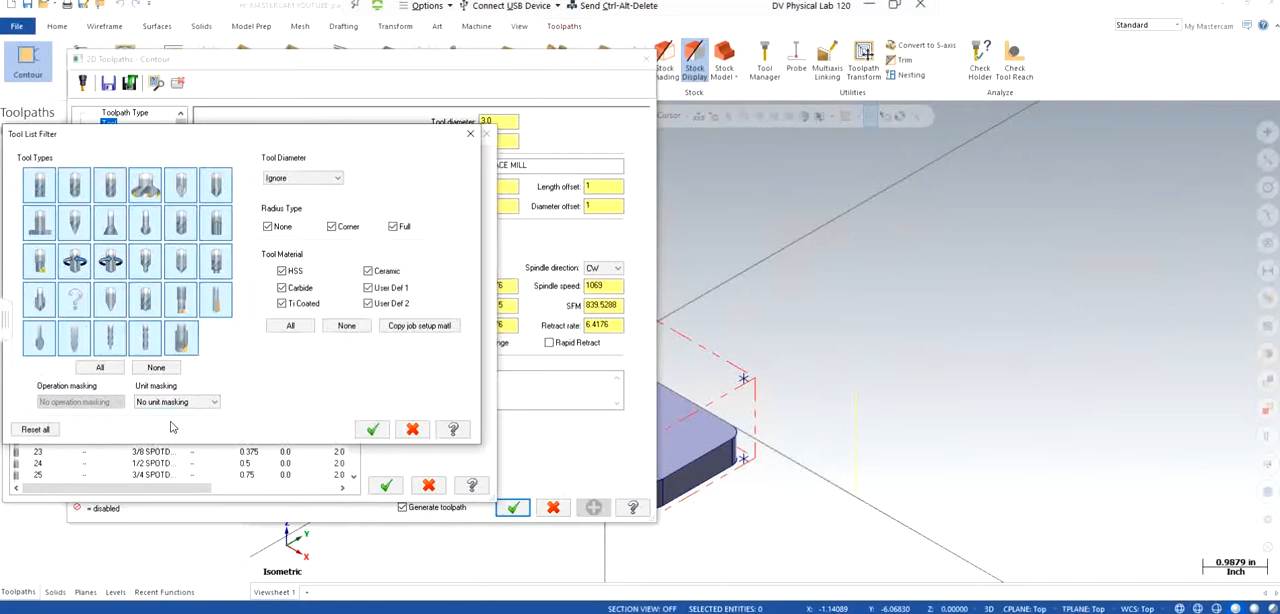 Options
Connect USB Device
Send Ctrl-Alt-Delete
DV Physical Lab 120
File
Home
Wireframe
Surfaces
Solids
Model Prep
Mesh
Drafting
Transform
Art
Machine
View
Toolpaths
Standard
My Mastercam
Contour
2D Toolpaths - Contour
Stock Shading
Stock Display
Stock Model
Tool Manager
Probe
Multiaxis Linking
Toolpath Transform
Convert to 5-axis
Trim
Nesting
Check Holder
Check Tool Reach
Stock
Utilities
Analyze
Toolpaths
Toolpath Type
Tool
Tool diameter: 3.0
Tool List Filter
Tool Types
Tool Diameter
Ignore
Radius Type
None
Corner
Full
Tool Material
HSS
Ceramic
Carbide
User Def 1
Ti Coated
User Def 2
All
None
Copy job setup matl
All
None
Operation masking
Unit masking
No operation masking
No unit masking
Reset all
ACE MILL
Length offset: 1
Diameter offset: 1
Spindle direction: CW
Spindle speed: 1069
SFM 839.5288
Retract rate: 6.4176
Rapid Retract
23 -- 3/8 SPOTD... 0.375 0.0 2.0
24 -- 1/2 SPOTD... 0.5 0.0 2.0
25 -- 3/4 SPOTD... 0.75 0.0 2.0
= disabled
Generate toolpath
Z
Y
X
Isometric
0.9879 in
Inch
Toolpaths
Solids
Planes
Levels
Recent Functions
Viewsheet 1
+
SECTION VIEW: OFF
SELECTED ENTITIES: 0
X: -1.14089
Y: -6.06830
Z: 0.00000
3D
CPLANE: Top
TPLANE: Top
WCS: Top